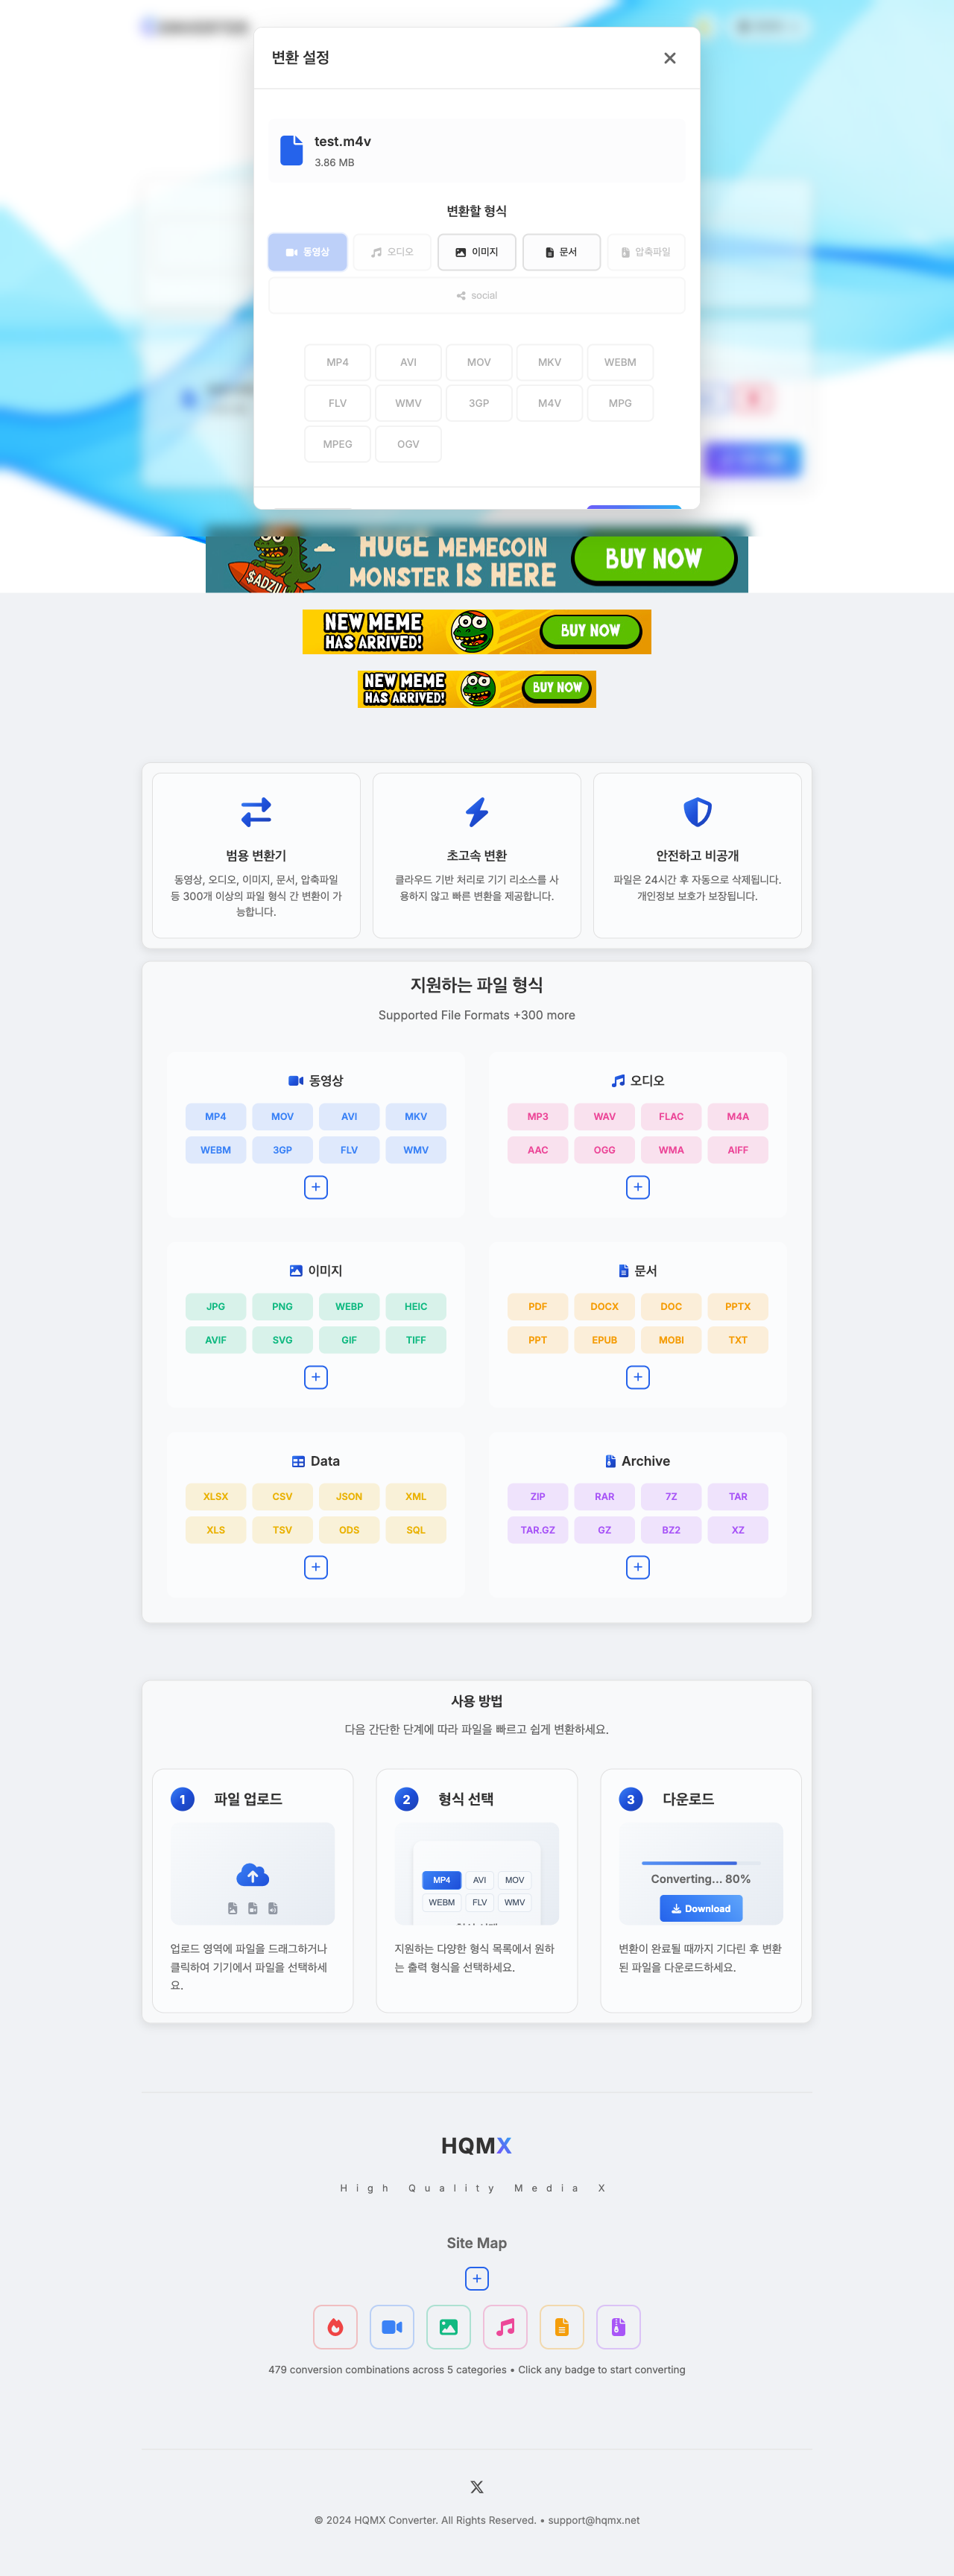 변환 설정
test.m4v
3.86 MB
변환할 형식
동영상
오디오
이미지
문서
압축파일
social
MP4
AVI
MOV
MKV
WEBM
FLV
WMV
3GP
M4V
MPG
MPEG
OGV
$ADZILL
HUGE MEMECOIN
MONSTER IS HERE
BUY NOW
NEW MEME
HAS ARRIVED!
BUY NOW
NEW MEME
HAS ARRIVED!
BUY NOW
범용 변환기
동영상, 오디오, 이미지, 문서, 압축파일
등 300개 이상의 파일 형식 간 변환이 가
능합니다.
초고속 변환
클라우드 기반 처리로 기기 리소스를 사
용하지 않고 빠른 변환을 제공합니다.
안전하고 비공개
파일은 24시간 후 자동으로 삭제됩니다.
개인정보 보호가 보장됩니다.
지원하는 파일 형식
Supported File Formats +300 more
동영상
MP4
MOV
AVI
MKV
WEBM
3GP
FLV
WMV
오디오
MP3
WAV
FLAC
M4A
AAC
OGG
WMA
AIFF
이미지
JPG
PNG
WEBP
HEIC
AVIF
SVG
GIF
TIFF
문서
PDF
DOCX
DOC
PPTX
PPT
EPUB
MOBI
TXT
Data
XLSX
CSV
JSON
XML
XLS
TSV
ODS
SQL
Archive
ZIP
RAR
7Z
TAR
TAR.GZ
GZ
BZ2
XZ
사용 방법
다음 간단한 단계에 따라 파일을 빠르고 쉽게 변환하세요.
1
파일 업로드
업로드 영역에 파일을 드래그하거나
클릭하여 기기에서 파일을 선택하세
요.
2
형식 선택
MP4
AVI
MOV
WEBM
FLV
WMV
지원하는 다양한 형식 목록에서 원하
는 출력 형식을 선택하세요.
3
다운로드
Converting... 80%
Download
변환이 완료될 때까지 기다린 후 변환
된 파일을 다운로드하세요.
HQMX
High Quality Media X
Site Map
479 conversion combinations across 5 categories • Click any badge to start converting
© 2024 HQMX Converter. All Rights Reserved. • support@hqmx.net